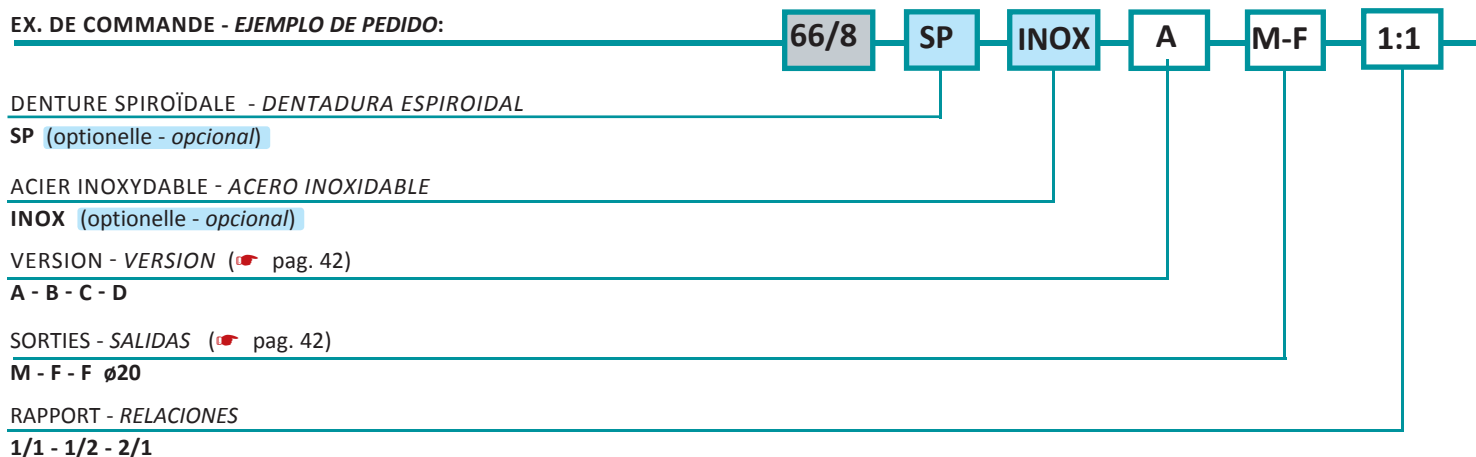 EX. DE COMMANDE - EJEMPLO DE PEDIDO:
66/8 SP INOX A M-F 1:1
DENTURE SPIROÏDALE - DENTADURA ESPIROIDAL
SP (optionelle - opcional)
ACIER INOXYDABLE - ACERO INOXIDABLE
INOX (optionelle - opcional)
VERSION - VERSION (☛ pag. 42)
A - B - C - D
SORTIES - SALIDAS (☛ pag. 42)
M - F - F ø20
RAPPORT - RELACIONES
1/1 - 1/2 - 2/1